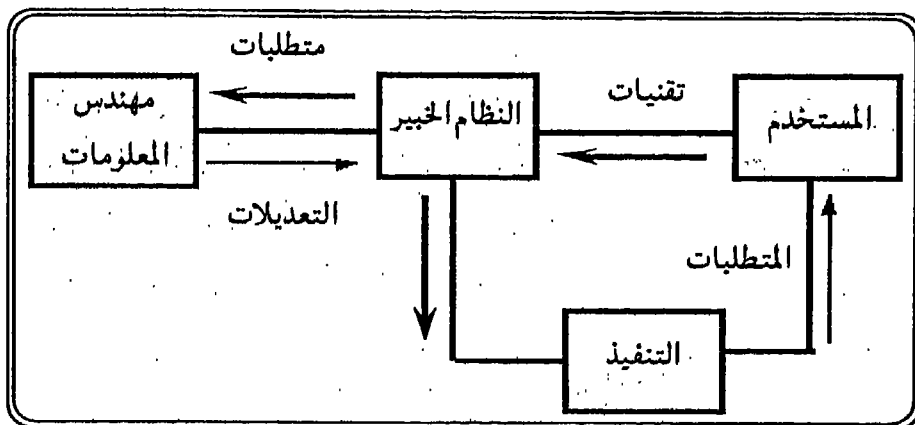 متطلبات
المستخدم
تقنيات
النظام الخبير
مهندس
المعلومات
التعديلات
المتطلبات
التنفيذ